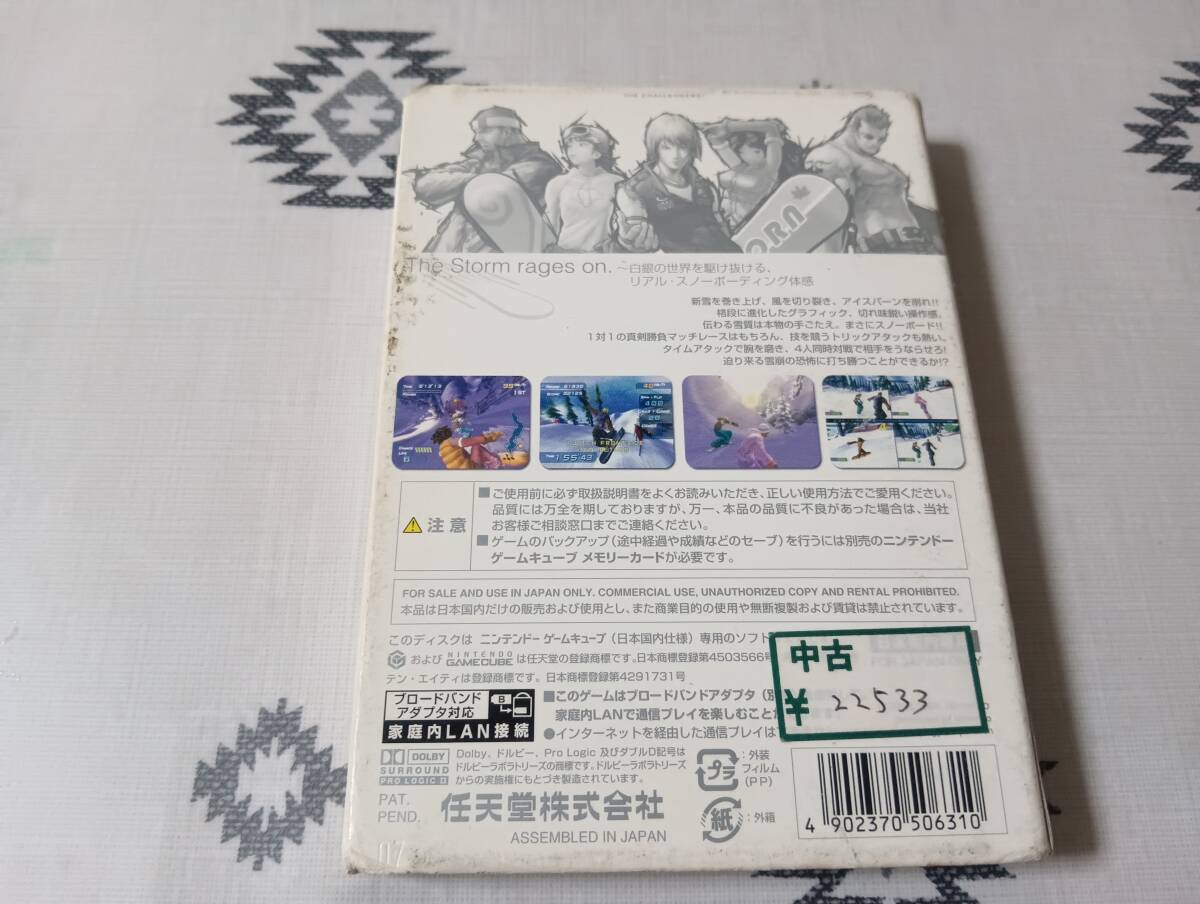 ORN
The Storm rages on. ～白銀の世界を駆け抜ける、
リアル・スノーボーディング体感
新雪を巻き上げ、風を切り裂き、アイスバーンを削れ!!
格段に進化したグラフィック、切れ味鋭い操作感。
伝わる雪質は本物の手ごたえ。まさにスノーボード!!
1対1の真剣勝負マッチレースはもちろん、技を競うトリックアタックも熱い。
タイムアタックで腕を磨き、4人同時対戦で相手をうならせろ!
迫り来る雪崩の恐怖に打ち勝つことができるか!?
1:55:43
注意
■ご使用前に必ず取扱説明書をよくお読みいただき、正しい使用方法でご愛用ください。
品質には万全を期しておりますが、万一、本品の品質に不良があった場合は、当社
お客様ご相談窓口までご連絡ください。
■ゲームのバックアップ（途中経過や成績などのセーブ）を行うには別売のニンテンドー
ゲームキューブ メモリーカードが必要です。
FOR SALE AND USE IN JAPAN ONLY. COMMERCIAL USE, UNAUTHORIZED COPY AND RENTAL PROHIBITED.
本品は日本国内だけの販売および使用とし、また商業目的の使用や無断複製および賃貸は禁止されています。
このディスクは ニンテンドー ゲームキューブ（日本国内仕様）専用のソフト
および NINTENDO GAMECUBE は任天堂の登録商標です。日本商標登録第4503566号
テン・エイティは登録商標です。日本商標登録第4291731号
FOR JAPAN ONLY
中古
¥ 22533
ブロードバンド
アダプタ対応
家庭内LAN接続
■このゲームはブロードバンドアダプタ（別
家庭内LANで通信プレイを楽しむこと
●インターネットを経由した通信プレイは
DOLBY
SURROUND
PRO LOGIC II
Dolby、ドルビー、Pro Logic 及びダブルD記号は
ドルビーラボラトリーズの商標です。ドルビーラボラトリーズ
からの実施権にもとづき製造されています。
プラ
:外装
フィルム
(PP)
紙
:外箱
PAT.
PEND.
任天堂株式会社
ASSEMBLED IN JAPAN
4 902370 506310
07